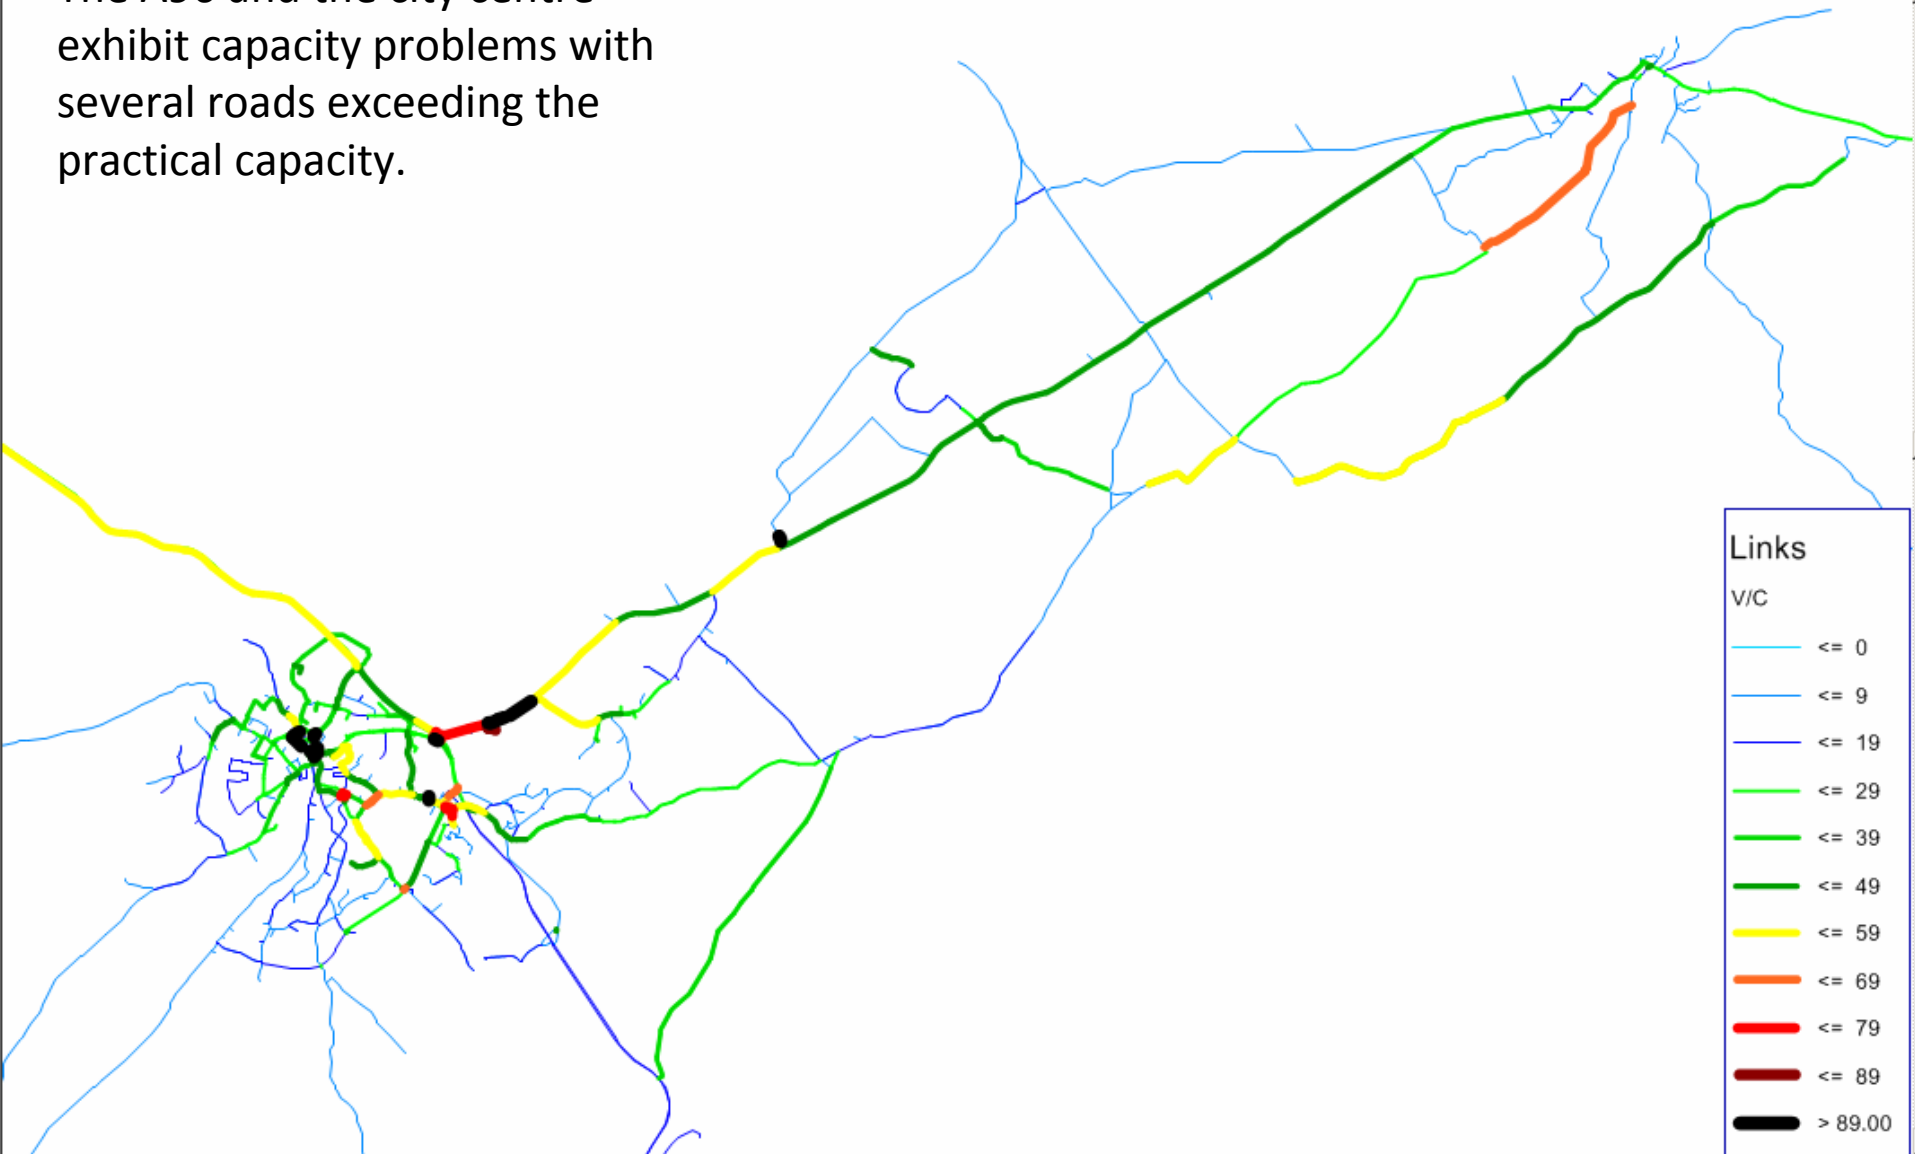 exhibit capacity problems with
several roads exceeding the
practical capacity.
Links
V/C
<= 0
<= 9
<= 19
<= 29
<= 39
<= 49
<= 59
<= 69
<= 79
<= 89
> 89.00